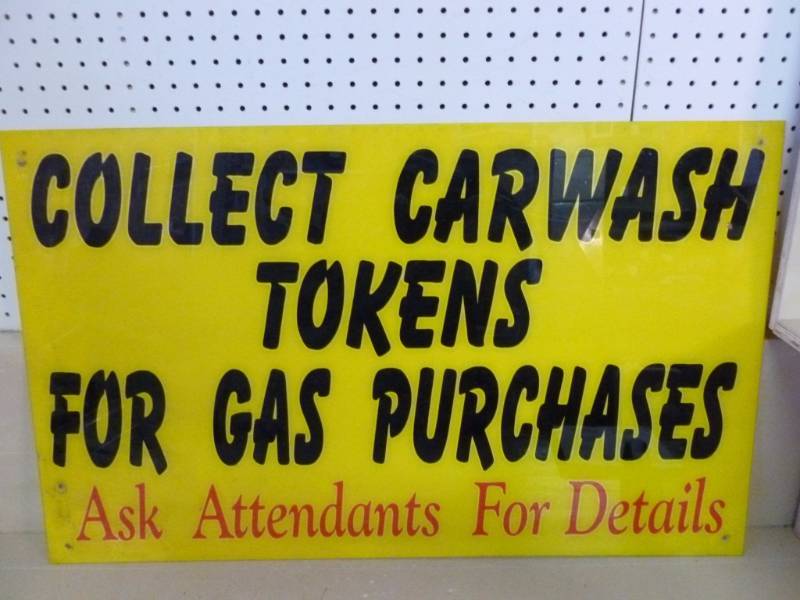 COLLECT CARWASH
TOKENS
FOR GAS PURCHASES
Ask Attendants For Details